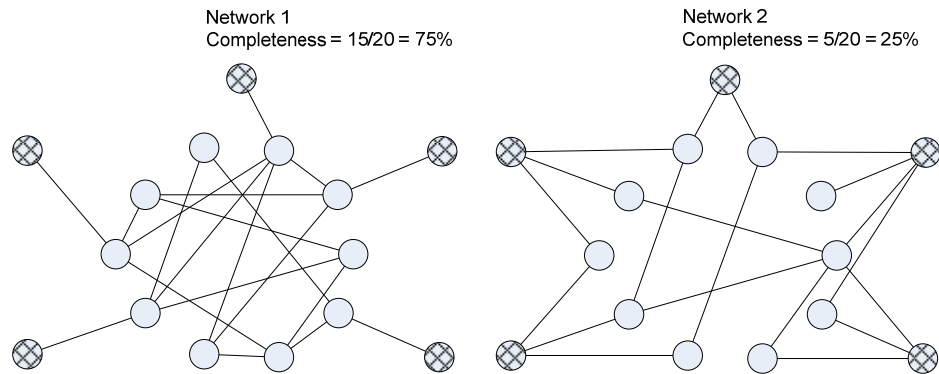 Network 1
Completeness = 15/20 = 75%
Network 2
Completeness = 5/20 = 25%